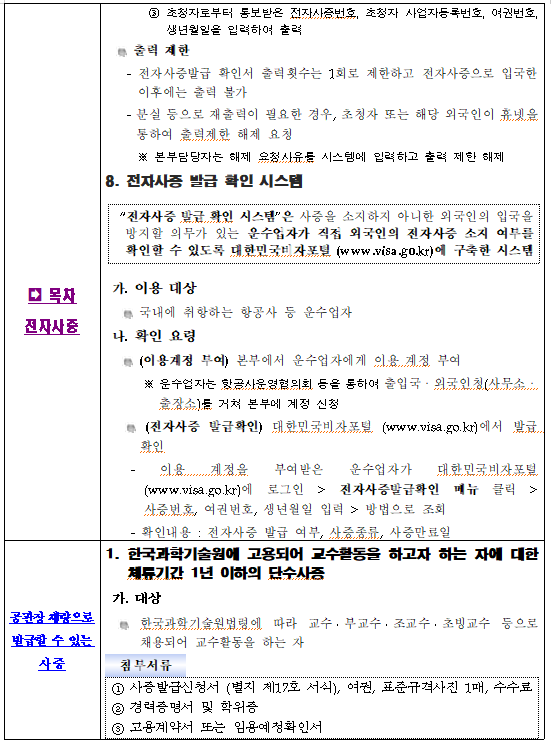 ③ 초청자로부터 통보받은 전자사증번호, 초청자 사업자등록번호, 여권번호,
생년월일을 입력하여 출력
출력 제한
- 전자사증발급 확인서 출력횟수는 1회로 제한하고 전자사증으로 입국한
이후에는 출력 불가
- 분실 등으로 재출력이 필요한 경우, 초청자 또는 해당 외국인이 휴넷을
통하여 출력제한 해제 요청
※ 본부담당자는 해제 요청사유를 시스템에 입력하고 출력 제한 해제
8. 전자사증 발급 확인 시스템
“전자사증 발급 확인 시스템”은 사증을 소지하지 아니한 외국인의 입국을
방지할 의무가 있는 운수업자가 직접 외국인의 전자사증 소지 여부를
확인할 수 있도록 대한민국비자포털 (www.visa.go.kr)에 구축한 시스템
➡ 목차
전자사증
가. 이용 대상
국내에 취항하는 항공사 등 운수업자
나. 확인 요령
(이용계정 부여) 본부에서 운수업자에게 이용 계정 부여
※ 운수업자는 항공사운영협의회 등을 통하여 출입국 · 외국인청(사무소 ·
출장소)를 거쳐 본부에 계정 신청
(전자사증 발급확인) 대한민국비자포털 (www.visa.go.kr)에서 발급
확인
- 이용 계정을 부여받은 운수업자가 대한민국비자포털
(www.visa.go.kr)에 로그인 > 전자사증발급확인 메뉴 클릭 >
사증번호, 여권번호, 생년월일 입력 > 방법으로 조회
- 확인내용 : 전자사증 발급 여부, 사증종류, 사증만료일
공관장 재량으로
발급할 수 있는
사증
1. 한국과학기술원에 고용되어 교수활동을 하고자 하는 자에 대한
체류기간 1년 이하의 단수사증
가. 대상
한국과학기술원법령에 따라 교수 · 부교수 · 조교수 · 초빙교수 등으로
채용되어 교수활동을 하는 자
첨부서류
① 사증발급신청서 (별지 제17호 서식), 여권, 표준규격사진 1매, 수수료
② 경력증명서 및 학위증
③ 고용계약서 또는 임용예정확인서